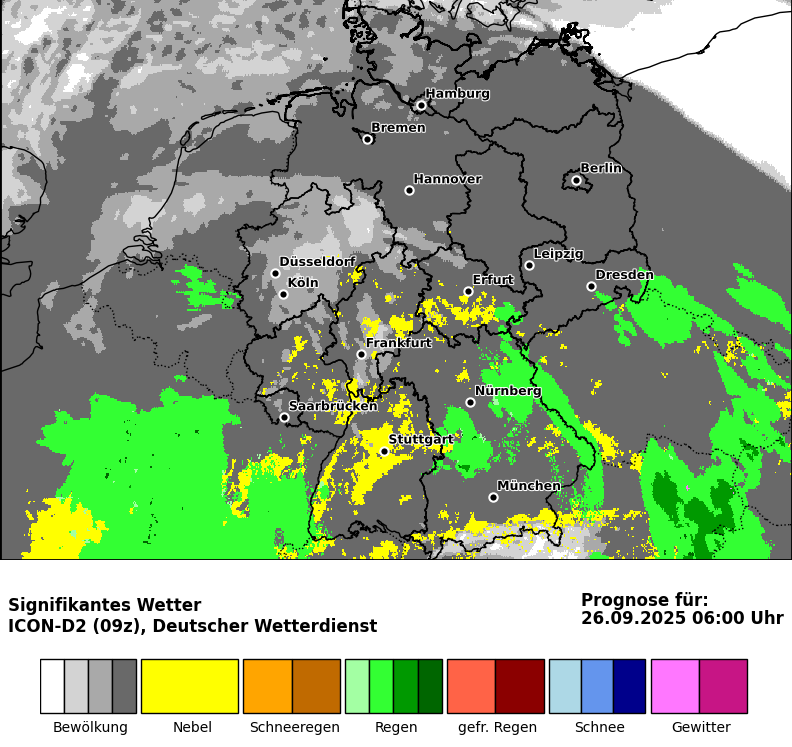 Hamburg
Bremen
Berlin
Hannover
Leipzig
Düsseldorf
Dresden
Erfurt
Köln
Frankfurt
Nürnberg
Saarbrücken
Stuttgart
München
Signifikantes Wetter
ICON-D2 (09z), Deutscher Wetterdienst
Prognose für:
26.09.2025 06:00 Uhr
Bewölkung Nebel Schneeregen Regen gefr. Regen Schnee Gewitter